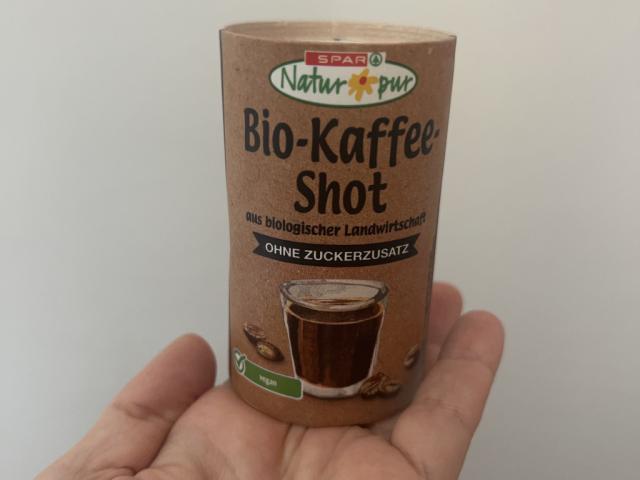 SPAR
Natur pur
Bio-Kaffee-
Shot
aus biologischer Landwirtschaft
OHNE ZUCKERZUSATZ
vegan